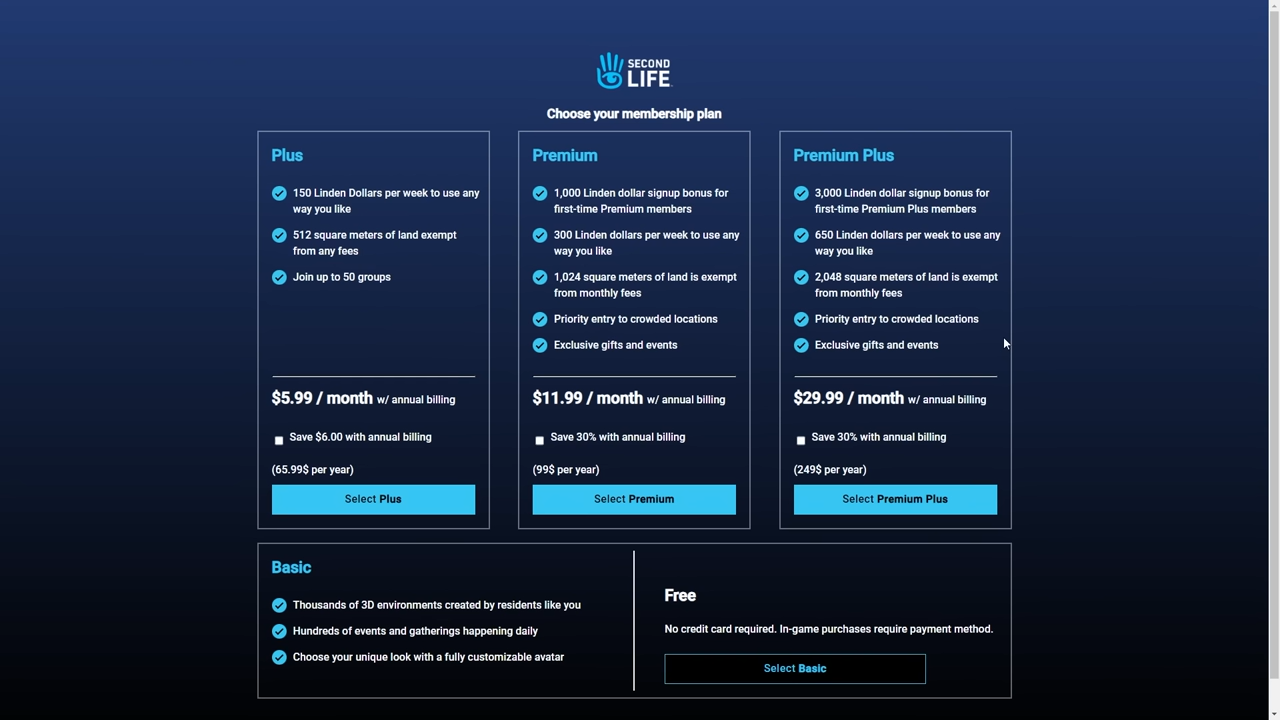 SECOND
LIFE
Choose your membership plan
Plus
150 Linden Dollars per week to use any
way you like
512 square meters of land exempt
from any fees
Join up to 50 groups
$5.99 / month w/ annual billing
Save $6.00 with annual billing
(65.99$ per year)
Select Plus
Premium
1,000 Linden dollar signup bonus for
first-time Premium members
300 Linden dollars per week to use any
way you like
1,024 square meters of land is exempt
from monthly fees
Priority entry to crowded locations
Exclusive gifts and events
$11.99 / month w/ annual billing
Save 30% with annual billing
(99$ per year)
Select Premium
Premium Plus
3,000 Linden dollar signup bonus for
first-time Premium Plus members
650 Linden dollars per week to use any
way you like
2,048 square meters of land is exempt
from monthly fees
Priority entry to crowded locations
Exclusive gifts and events
$29.99 / month w/ annual billing
Save 30% with annual billing
(249$ per year)
Select Premium Plus
Basic
Thousands of 3D environments created by residents like you
Hundreds of events and gatherings happening daily
Choose your unique look with a fully customizable avatar
Free
No credit card required. In-game purchases require payment method.
Select Basic